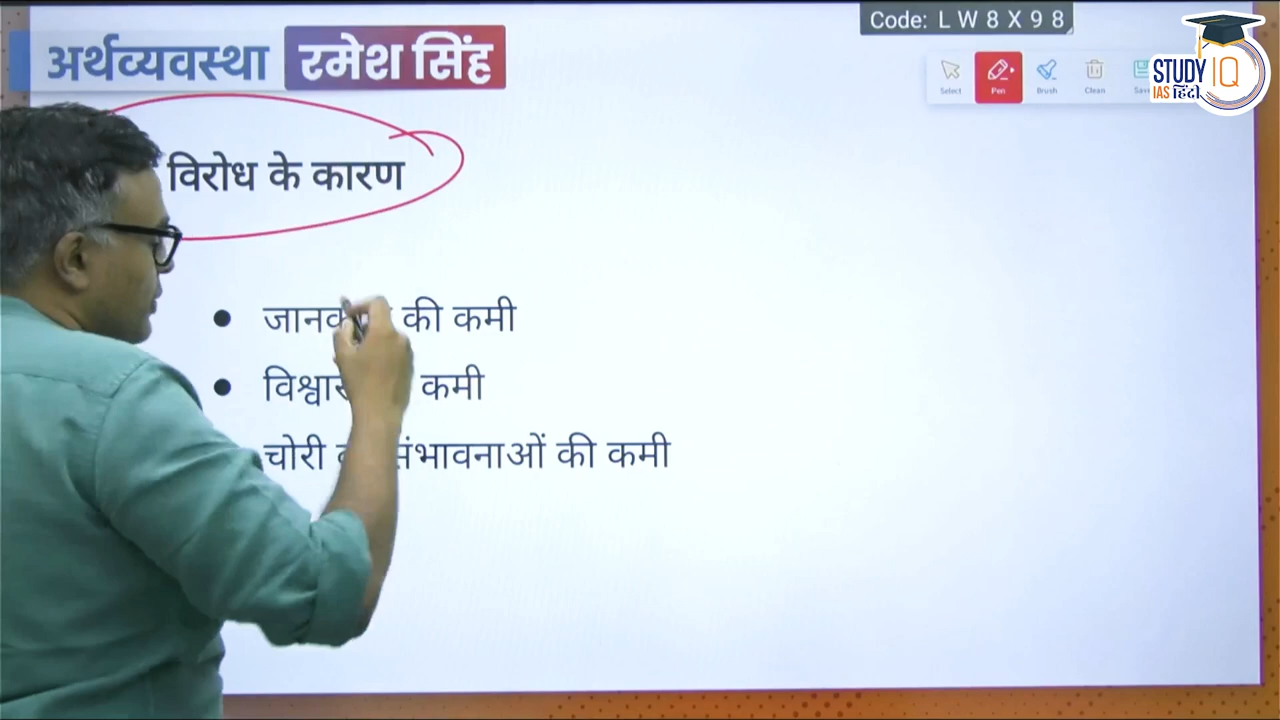 Code: L W 8 X 9 8
अर्थव्यवस्था रमेश सिंह
Select Pen Brush Clean Save
STUDY IQ
IAS हिंदी
विरोध के कारण
• की कमी
• कमी
चोरी संभावनाओं की कमी